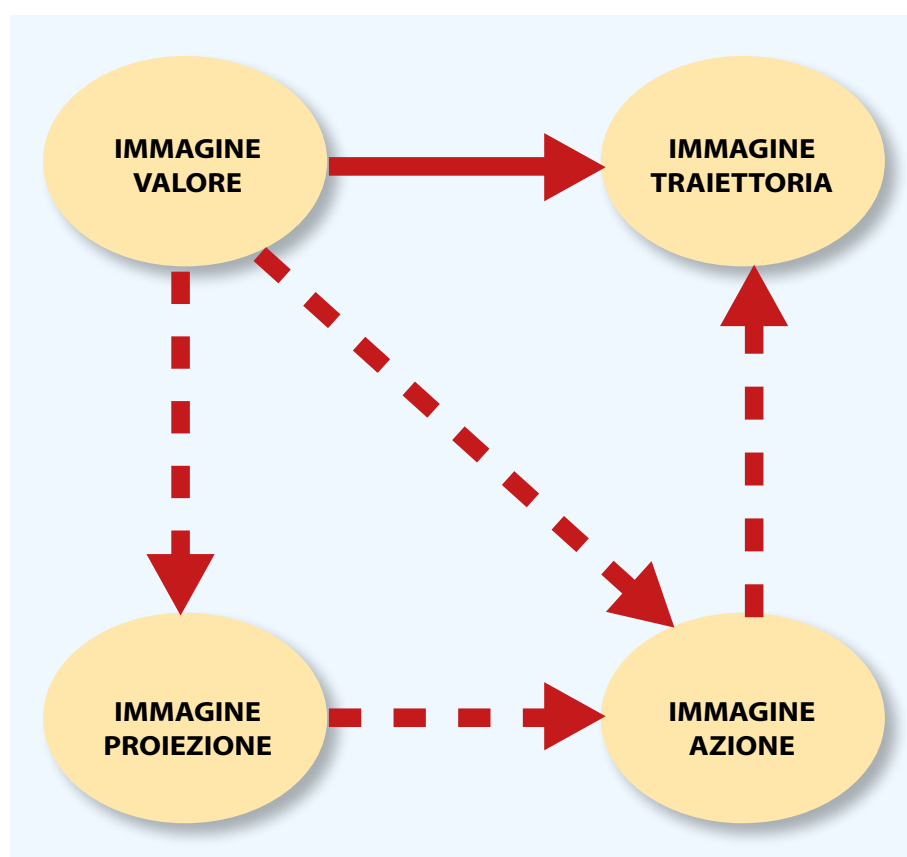 IMMAGINE
VALORE
IMMAGINE
TRAIETTORIA
IMMAGINE
PROIEZIONE
IMMAGINE
AZIONE